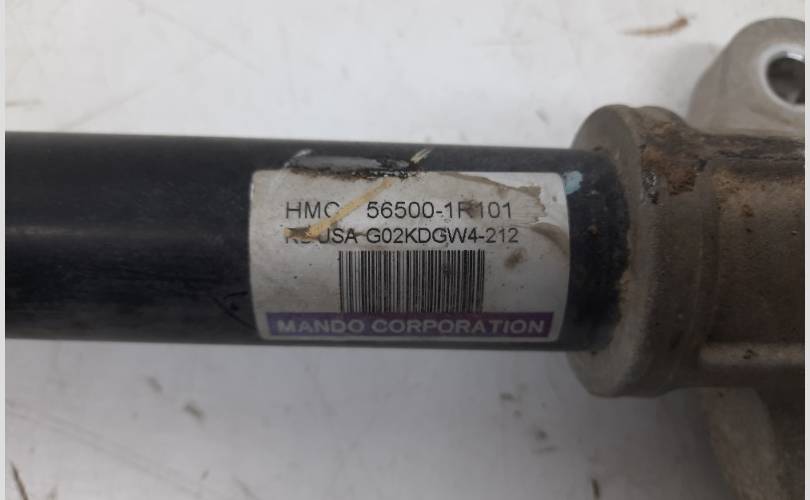 HMC 56500-1R101
USA G02KDGW4-212
MANDO CORPORATION